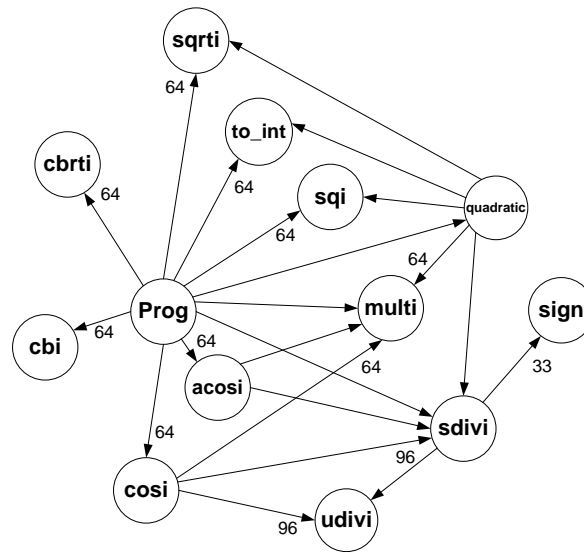 sqrti
64
to_int
cbrti
64
64
sqi
quadratic
64
64
Prog
multi
sign
64
cbi
64
64
33
acosi
sdivi
64
96
cosi
96
udivi